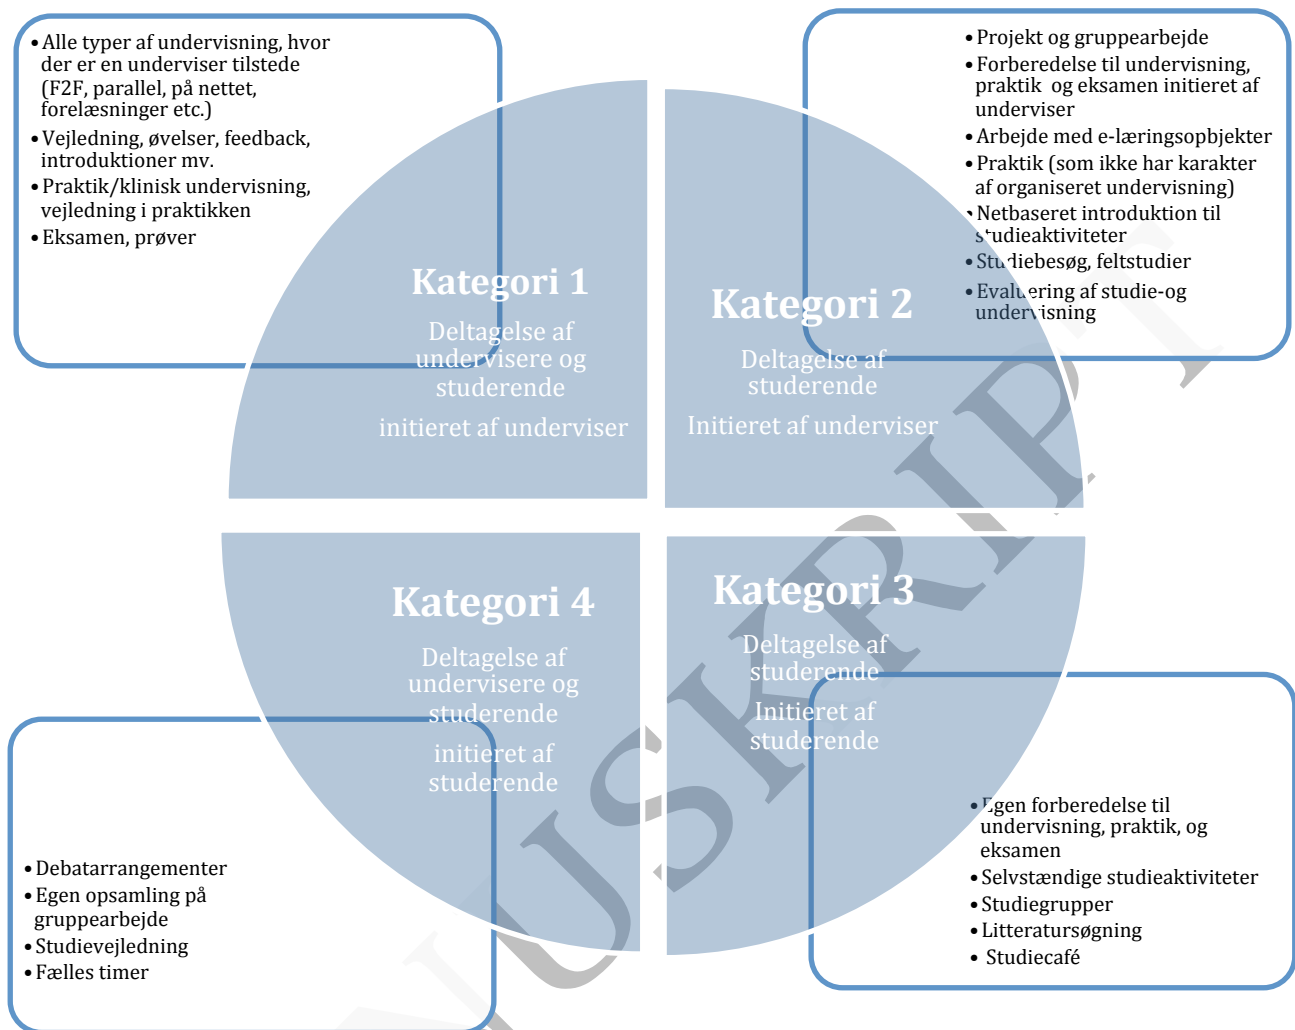 • Alle typer af undervisning, hvor
der er en underviser tilstede
(F2F, parallel, på nettet,
forelæsninger etc.)
• Vejledning, øvelser, feedback,
introduktioner mv.
• Praktik/klinisk undervisning,
vejledning i praktikken
• Eksamen, prøver
• Projekt og gruppearbejde
• Forberedelse til undervisning,
praktik og eksamen initieret af
underviser
• Arbejde med e-læringsopbjekter
• Praktik (som ikke har karakter
af organiseret undervisning)
• Netbaseret introduktion til
studieaktiviteter
• Studiebesøg, feltstudier
• Evaluering af studie-og
undervisning
Kategori 1
Deltagelse af
undervisere og
studerende
initieret af underviser
Kategori 2
Deltagelse af
studerende
Initieret af underviser
Kategori 4
Deltagelse af
undervisere og
studerende
initieret af
studerende
Kategori 3
Deltagelse af
studerende
Initieret af
studerende
• Debatarrangementer
• Egen opsamling på
gruppearbejde
• Studievejledning
• Fælles timer
• Egen forberedelse til
undervisning, praktik, og
eksamen
• Selvstændige studieaktiviteter
• Studiegrupper
• Litteratursøgning
• Studiecafé
NUSKRIPT